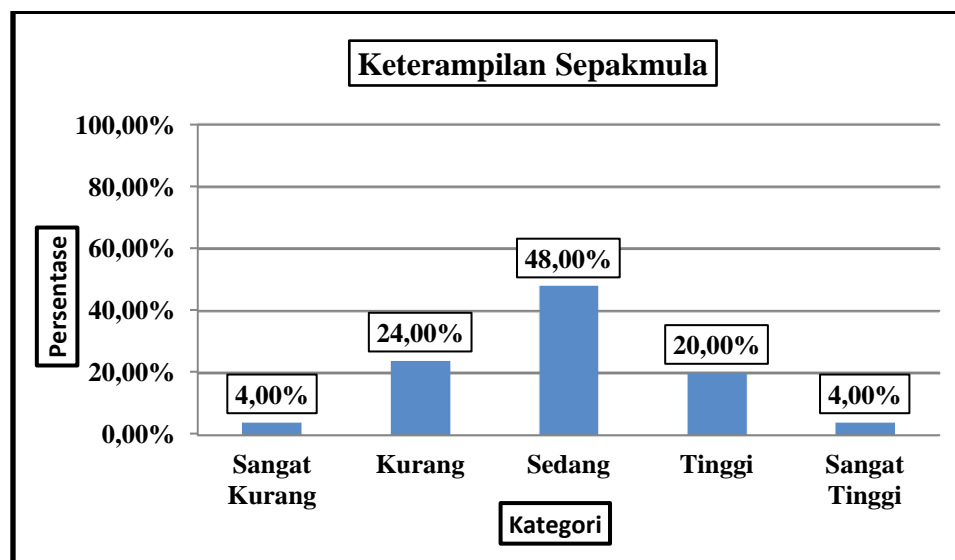 Keterampilan Sepakmula
100,00%
80,00%
60,00%
40,00%
20,00%
0,00%
Persentase
4,00%
24,00%
48,00%
20,00%
4,00%
Sangat
Kurang
Kurang
Sedang
Tinggi
Sangat
Tinggi
Kategori